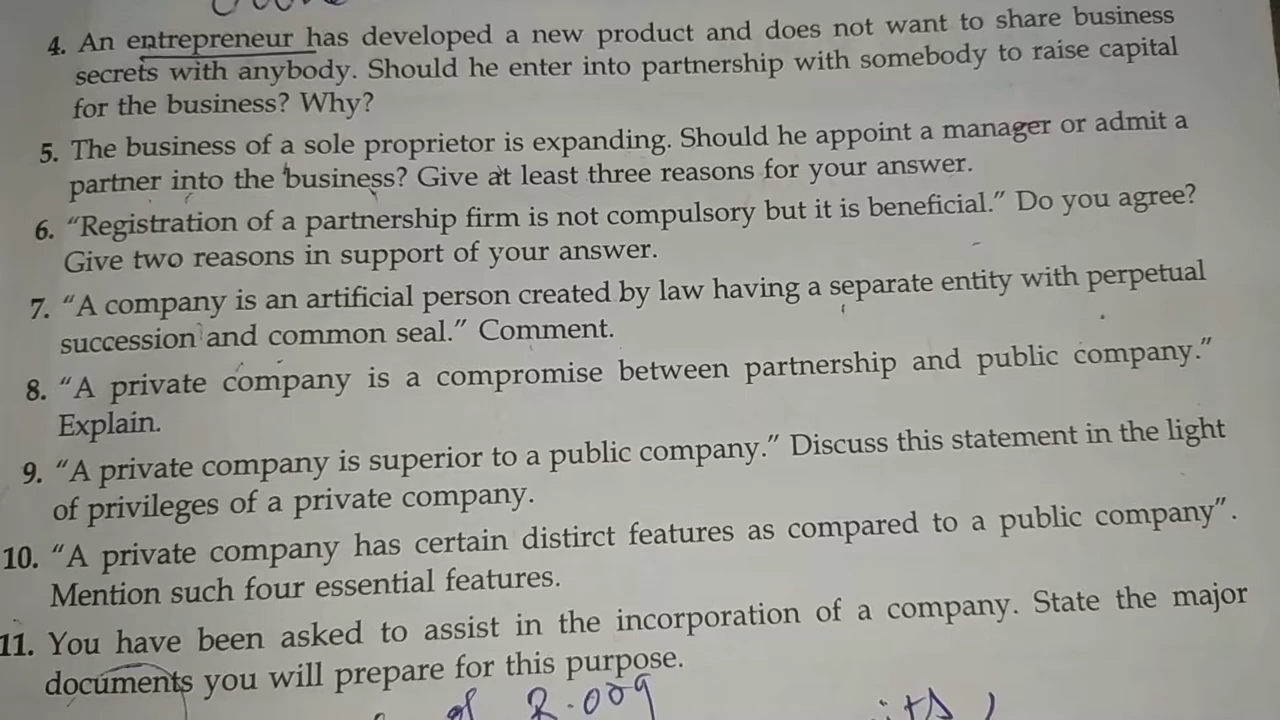 4. An entrepreneur has developed a new product and does not want to share business
secrets with anybody. Should he enter into partnership with somebody to raise capital
for the business? Why?
5. The business of a sole proprietor is expanding. Should he appoint a manager or admit a
partner into the business? Give at least three reasons for your answer.
6. “Registration of a partnership firm is not compulsory but it is beneficial.” Do you agree?
Give two reasons in support of your answer.
7. “A company is an artificial person created by law having a separate entity with perpetual
succession and common seal.” Comment.
8. “A private company is a compromise between partnership and public company.”
Explain.
9. “A private company is superior to a public company.” Discuss this statement in the light
of privileges of a private company.
10. “A private company has certain distirct features as compared to a public company”.
Mention such four essential features.
11. You have been asked to assist in the incorporation of a company. State the major
documents you will prepare for this purpose.
of